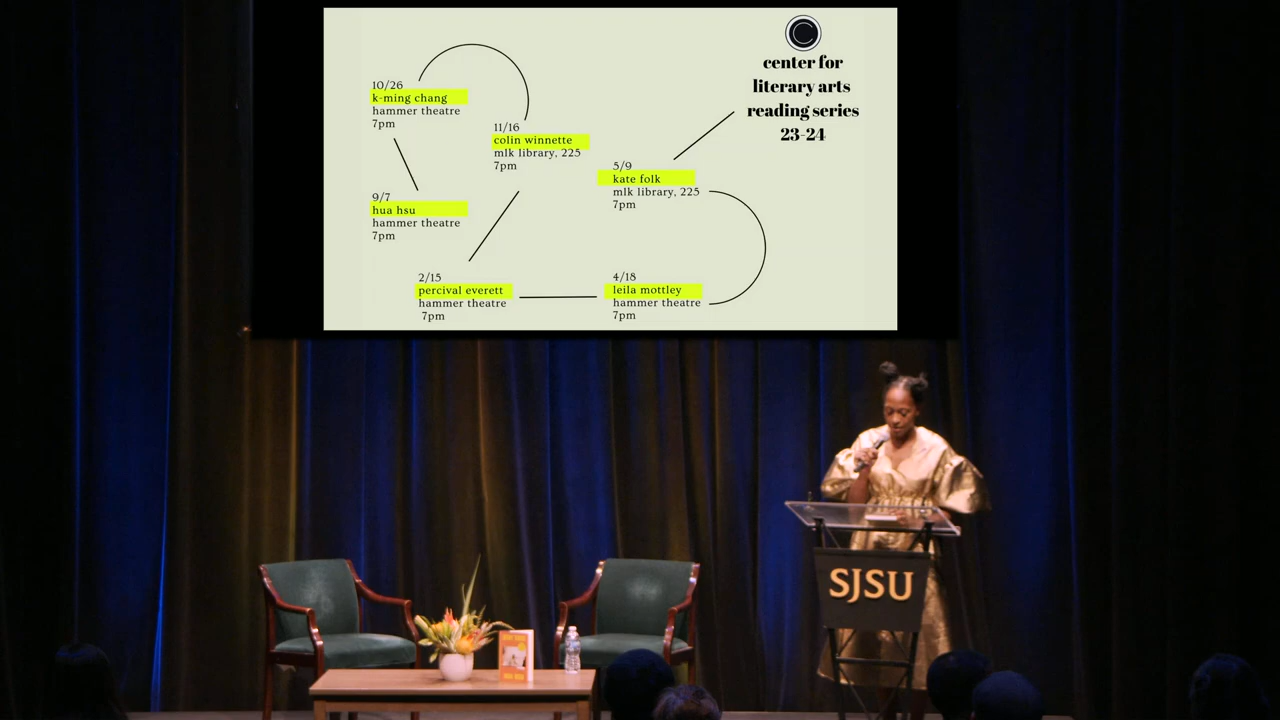 center for
literary arts
reading series
23-24
10/26
k-ming chang
hammer theatre
7pm
11/16
colin winnette
mlk library, 225
7pm
5/9
kate folk
mlk library, 225
7pm
9/7
hua hsu
hammer theatre
7pm
2/15
percival everett
hammer theatre
7pm
4/18
leila mottley
hammer theatre
7pm
SJSU